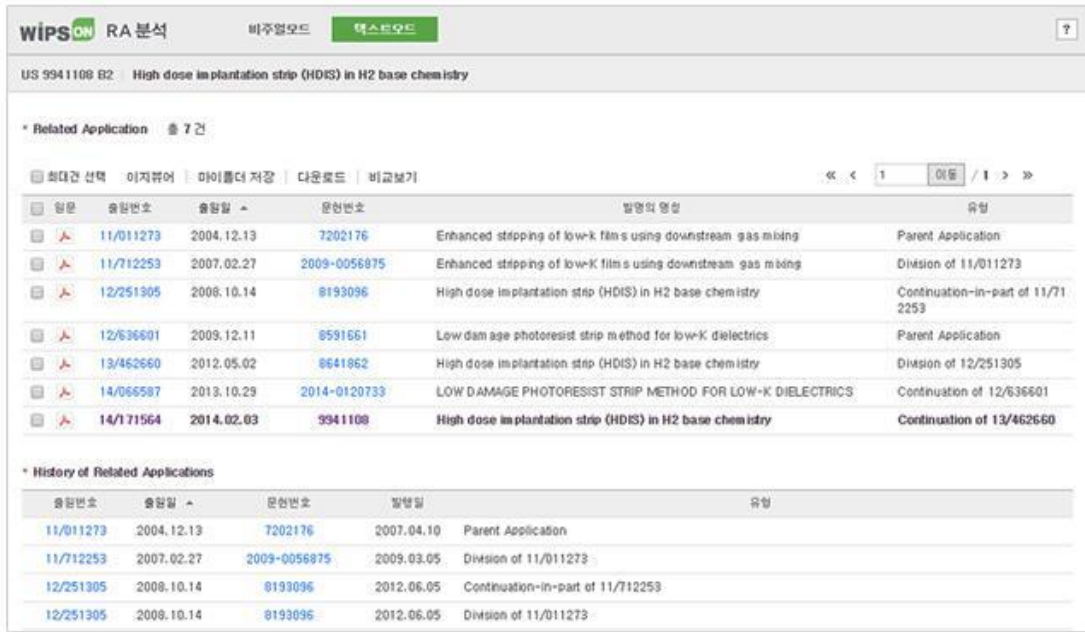 WIPS ON RA 분석 비주얼모드 텍스트모드 ?
US 9941108 B2 High dose implantation strip (HDIS) in H2 base chemistry
* Related Application 총 7 건
최대건 선택 이지뷰어 | 마이폴더 저장 | 다운로드 | 비교보기 « < 1 이동 / 1 > »
원문 출원번호 출원일 ▲ 문헌번호 발명의 명칭 유형
11/011273 2004.12.13 7202176 Enhanced stripping of low-k films using downstream gas mixing Parent Application
11/712253 2007.02.27 2009-0056875 Enhanced stripping of low-K films using downstream gas mixing Division of 11/011273
12/251305 2008.10.14 8193096 High dose implantation strip (HDIS) in H2 base chemistry Continuation-in-part of 11/71
2253
12/636601 2009.12.11 8591661 Low damage photoresist strip method for low-K dielectrics Parent Application
13/462660 2012.05.02 8641862 High dose implantation strip (HDIS) in H2 base chemistry Division of 12/251305
14/066587 2013.10.29 2014-0120733 LOW DAMAGE PHOTORESIST STRIP METHOD FOR LOW-K DIELECTRICS Continuation of 12/636601
14/171564 2014.02.03 9941108 High dose implantation strip (HDIS) in H2 base chemistry Continuation of 13/462660
* History of Related Applications
출원번호 출원일 ▲ 문헌번호 발행일 유형
11/011273 2004.12.13 7202176 2007.04.10 Parent Application
11/712253 2007.02.27 2009-0056875 2009.03.05 Division of 11/011273
12/251305 2008.10.14 8193096 2012.06.05 Continuation-in-part of 11/712253
12/251305 2008.10.14 8193096 2012.06.05 Division of 11/011273